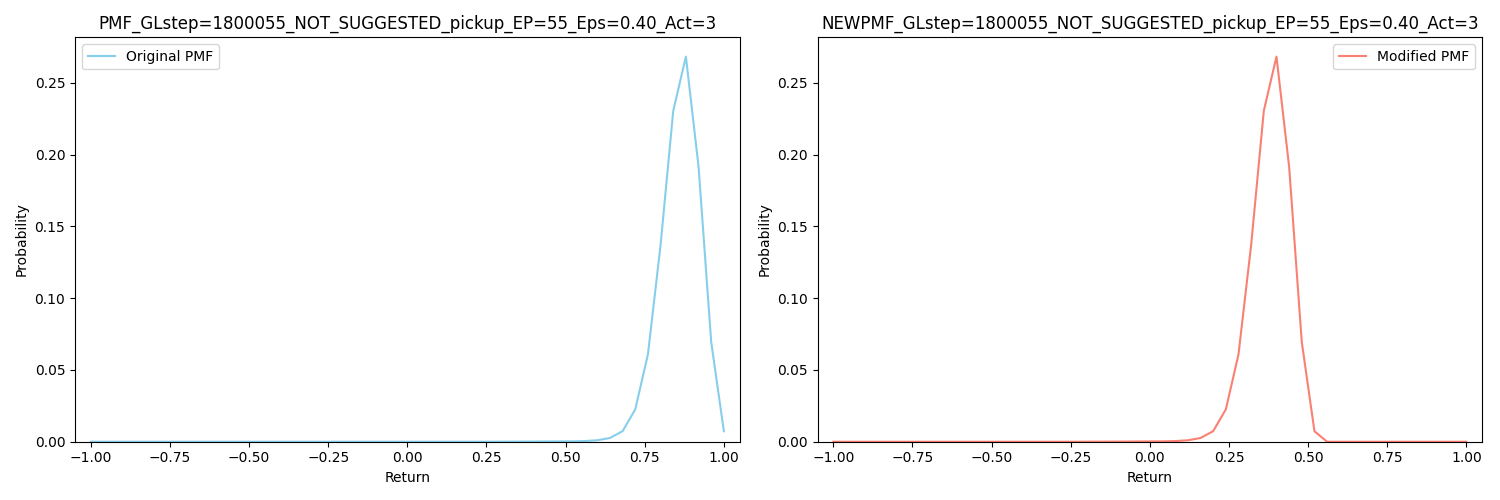 PMF_GLstep=1800055_NOT_SUGGESTED_pickup_EP=55_Eps=0.40_Act=3
Original PMF
Probability
0.25
0.20
0.15
0.10
0.05
0.00
−1.00 −0.75 −0.50 −0.25 0.00 0.25 0.50 0.75 1.00
Return
NEWPMF_GLstep=1800055_NOT_SUGGESTED_pickup_EP=55_Eps=0.40_Act=3
Modified PMF
Probability
0.25
0.20
0.15
0.10
0.05
0.00
−1.00 −0.75 −0.50 −0.25 0.00 0.25 0.50 0.75 1.00
Return